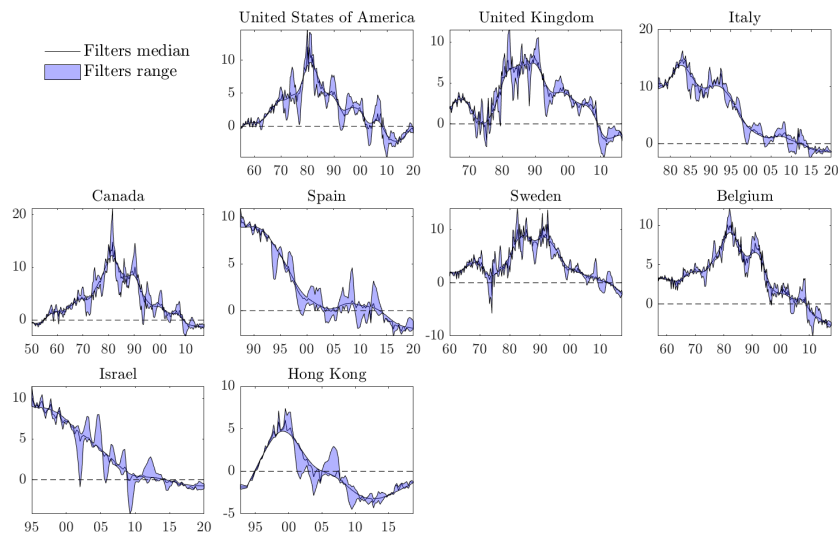 Filters median
Filters range
United States of America
10
5
0
60 70 80 90 00 10 20
United Kingdom
10
5
0
70 80 90 00 10
Italy
20
10
0
80 85 90 95 00 05 10 15 20
Canada
20
10
0
50 60 70 80 90 00 10
Spain
10
5
0
90 95 00 05 10 15 20
Sweden
10
0
-10
60 70 80 90 00 10
Belgium
10
5
0
60 70 80 90 00 10
Israel
10
5
0
95 00 05 10 15 20
Hong Kong
10
5
0
-5
95 00 05 10 15